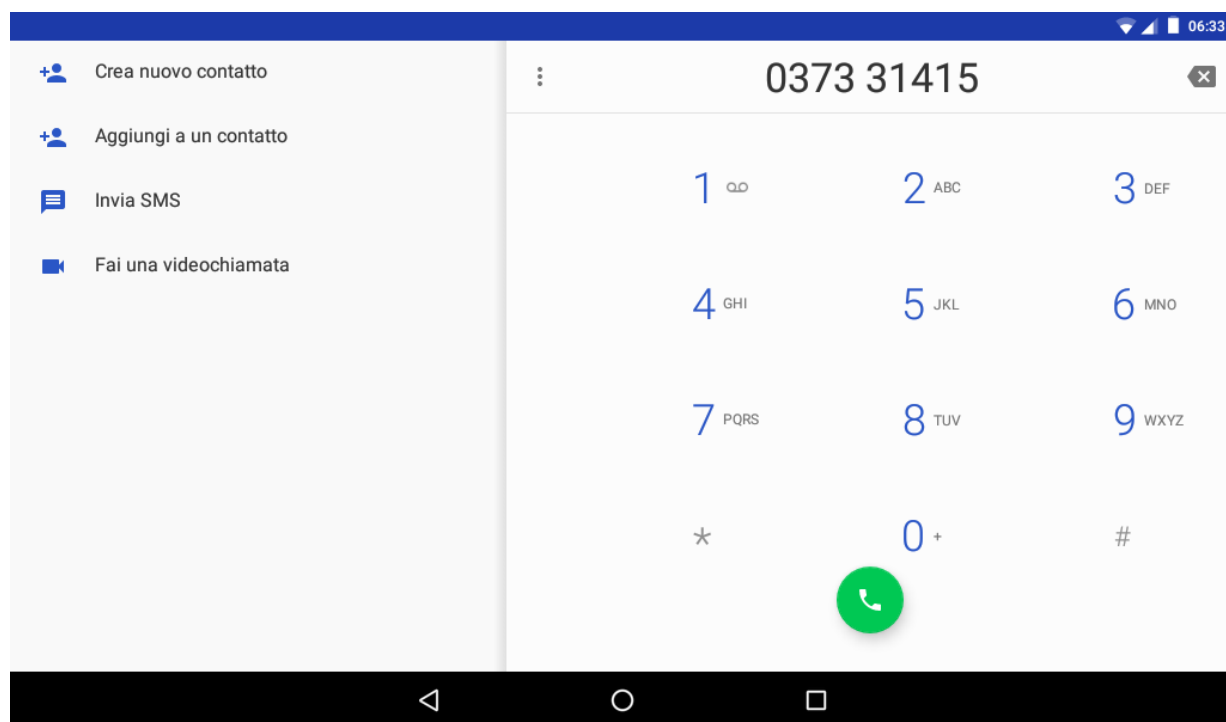 06:33
Crea nuovo contatto
Aggiungi a un contatto
Invia SMS
Fai una videochiamata
0373 31415
1
2 ABC
3 DEF
4 GHI
5 JKL
6 MNO
7 PQRS
8 TUV
9 WXYZ
*
0 +
#